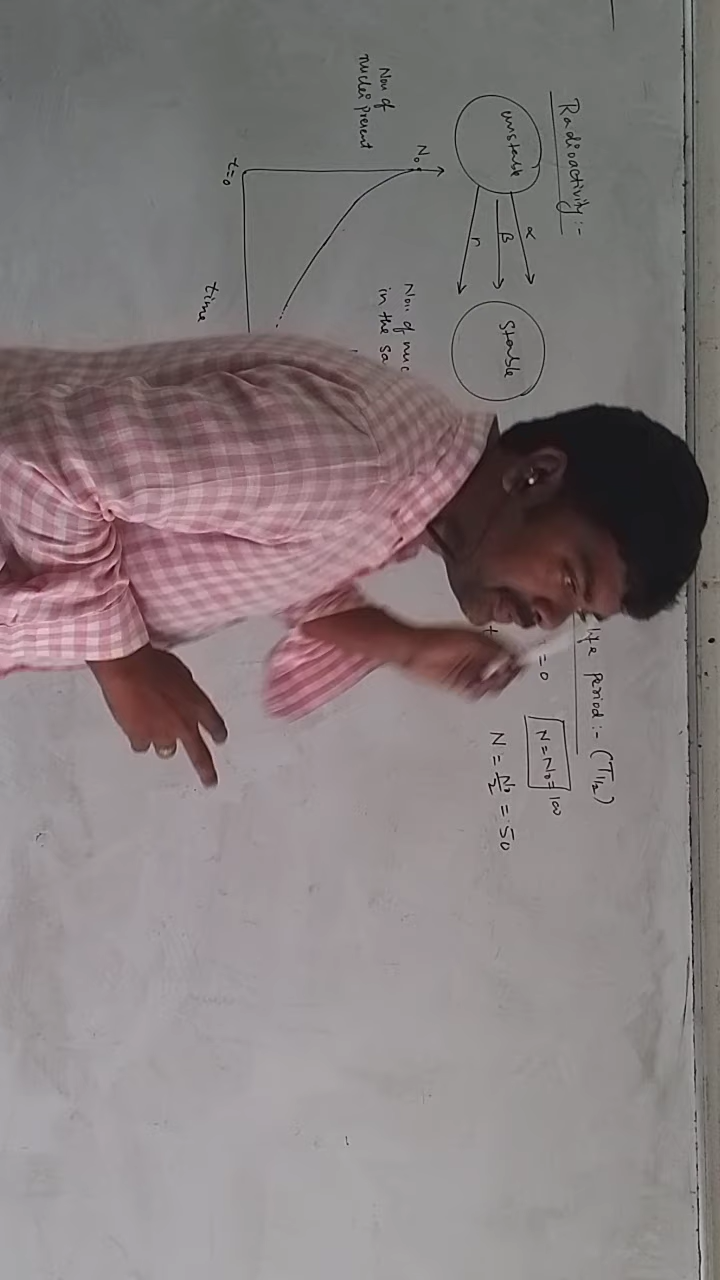 Radioactivity:-
unstable
α
β
r
Stable
No. of
nuclei present
N₀
t=0
time
No. of nuc
in the sa
life period:- (T1/2)
= 0
N=N₀=100
N = N₀/2 = 50